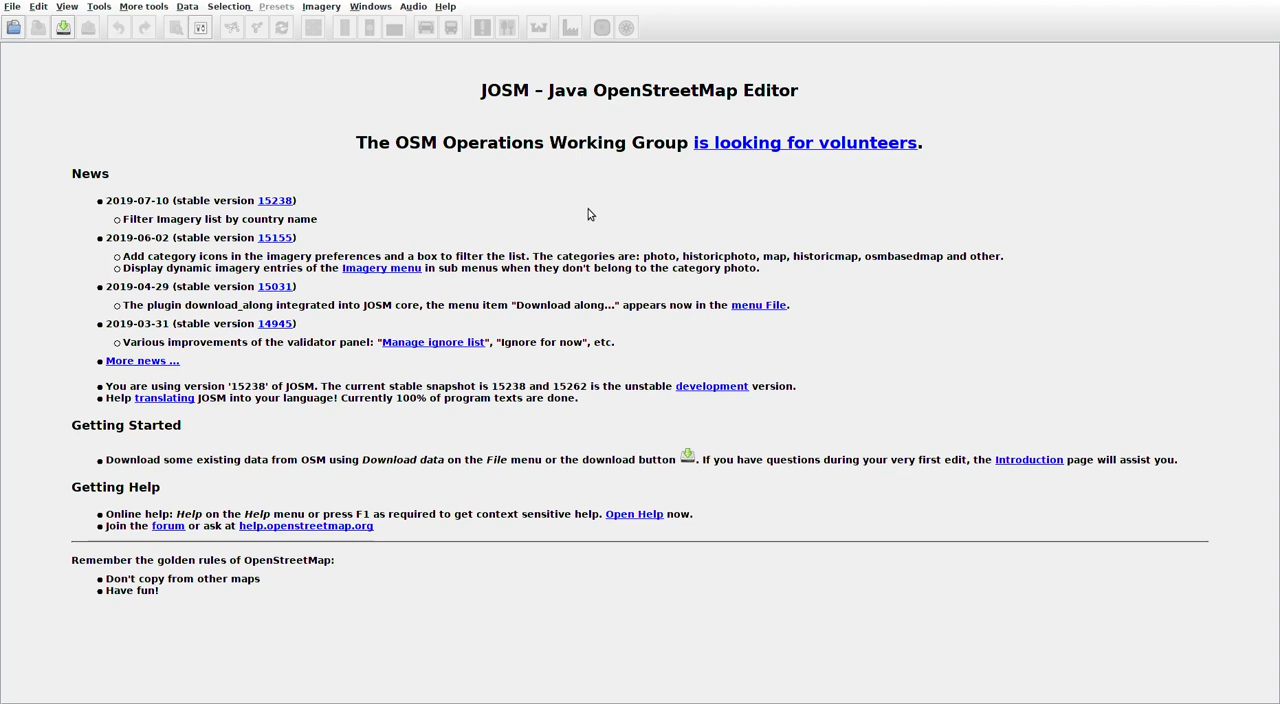 File Edit View Tools More tools Data Selection Presets Imagery Windows Audio Help
JOSM – Java OpenStreetMap Editor
The OSM Operations Working Group is looking for volunteers.
News
2019-07-10 (stable version 15238)
Filter Imagery list by country name
2019-06-02 (stable version 15155)
Add category icons in the imagery preferences and a box to filter the list. The categories are: photo, historicphoto, map, historicmap, osmbasedmap and other.
Display dynamic imagery entries of the Imagery menu in sub menus when they don't belong to the category photo.
2019-04-29 (stable version 15031)
The plugin download_along integrated into JOSM core, the menu item "Download along..." appears now in the menu File.
2019-03-31 (stable version 14945)
Various improvements of the validator panel: "Manage ignore list", "Ignore for now", etc.
More news ...
You are using version '15238' of JOSM. The current stable snapshot is 15238 and 15262 is the unstable development version.
Help translating JOSM into your language! Currently 100% of program texts are done.
Getting Started
Download some existing data from OSM using Download data on the File menu or the download button . If you have questions during your very first edit, the Introduction page will assist you.
Getting Help
Online help: Help on the Help menu or press F1 as required to get context sensitive help. Open Help now.
Join the forum or ask at help.openstreetmap.org
Remember the golden rules of OpenStreetMap:
Don't copy from other maps
Have fun!